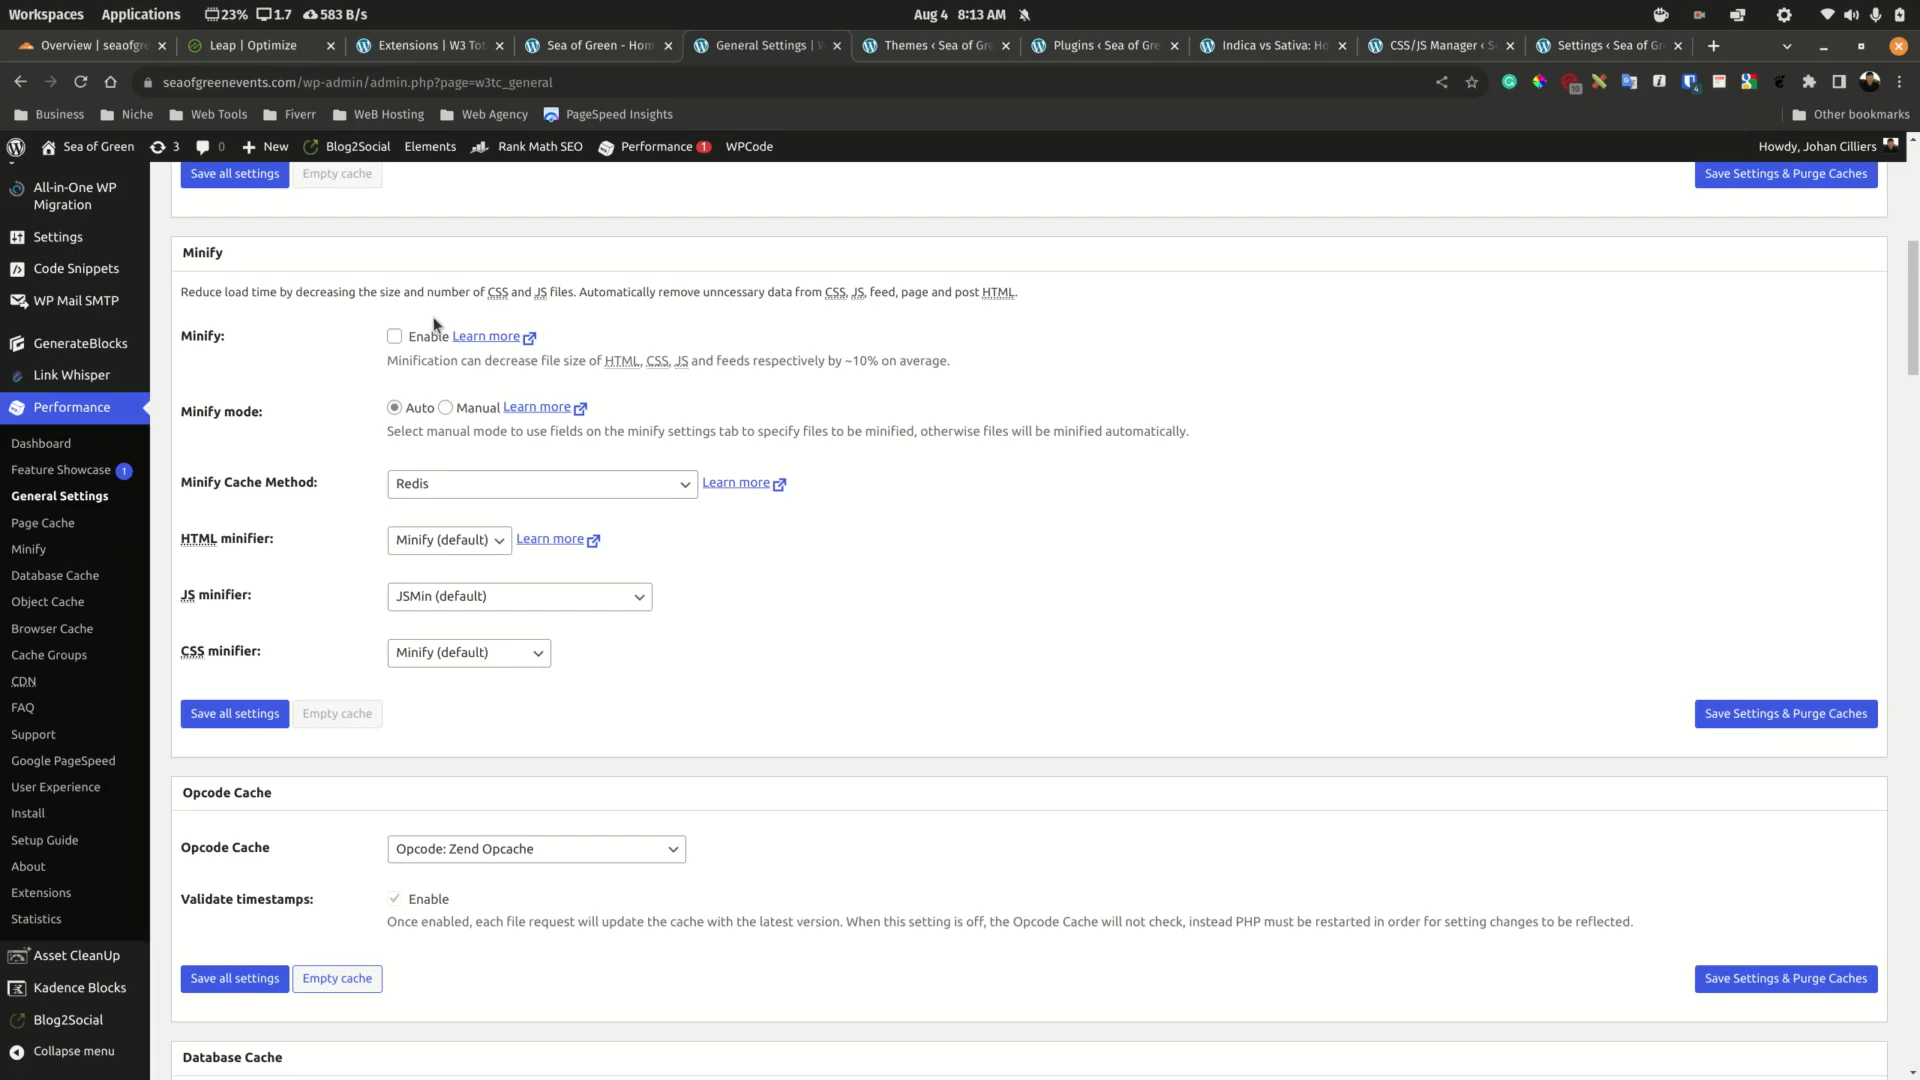 Workspaces Applications 23% 1.7 583 B/s Aug 4 8:13 AM
Overview | seaofgre Leap | Optimize Extensions | W3 Tot Sea of Green - Hom General Settings | W Themes ‹ Sea of Gr Plugins ‹ Sea of Gre Indica vs Sativa: Ho CSS/JS Manager ‹ S Settings ‹ Sea of Gr
seaofgreenevents.com/wp-admin/admin.php?page=w3tc_general
Business Niche Web Tools Fiverr WeB Hosting Web Agency PageSpeed Insights Other bookmarks
Sea of Green 3 0 New Blog2Social Elements Rank Math SEO Performance 1 WPCode Howdy, Johan Cilliers
Save all settings Empty cache Save Settings & Purge Caches
All-in-One WP
Migration
Settings
Code Snippets
WP Mail SMTP
GenerateBlocks
Link Whisper
Performance
Dashboard
Feature Showcase 1
General Settings
Page Cache
Minify
Database Cache
Object Cache
Browser Cache
Cache Groups
CDN
FAQ
Support
Google PageSpeed
User Experience
Install
Setup Guide
About
Extensions
Statistics
Asset CleanUp
Kadence Blocks
Blog2Social
Collapse menu
Minify
Reduce load time by decreasing the size and number of CSS and JS files. Automatically remove unncessary data from CSS, JS, feed, page and post HTML.
Minify: Enable Learn more
Minification can decrease file size of HTML, CSS, JS and feeds respectively by ~10% on average.
Minify mode: Auto Manual Learn more
Select manual mode to use fields on the minify settings tab to specify files to be minified, otherwise files will be minified automatically.
Minify Cache Method: Redis Learn more
HTML minifier: Minify (default) Learn more
JS minifier: JSMin (default)
CSS minifier: Minify (default)
Save all settings Empty cache Save Settings & Purge Caches
Opcode Cache
Opcode Cache Opcode: Zend Opcache
Validate timestamps: Enable
Once enabled, each file request will update the cache with the latest version. When this setting is off, the Opcode Cache will not check, instead PHP must be restarted in order for setting changes to be reflected.
Save all settings Empty cache Save Settings & Purge Caches
Database Cache